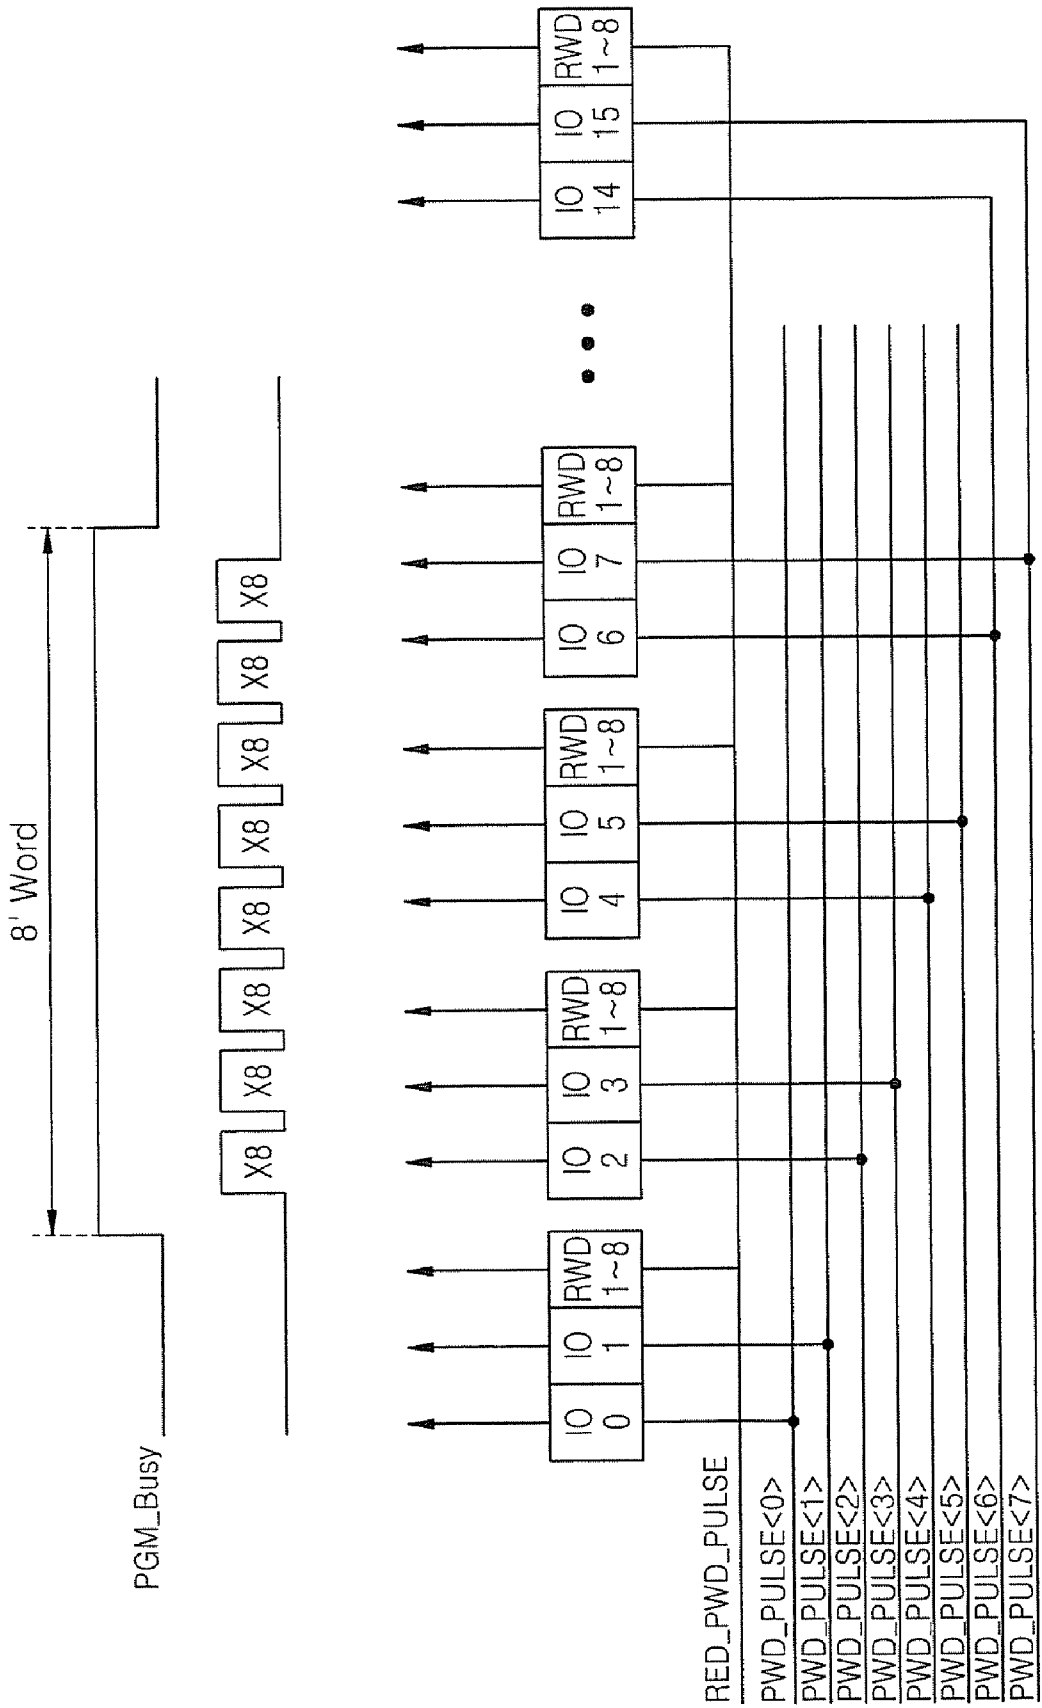 8' Word
PGM_Busy
X8 X8 X8 X8 X8 X8 X8 X8
IO 0
IO 1
RWD 1~8
IO 2
IO 3
RWD 1~8
IO 4
IO 5
RWD 1~8
IO 6
IO 7
RWD 1~8
IO 14
IO 15
RWD 1~8
RED_PWD_PULSE
PWD_PULSE<0>
PWD_PULSE<1>
PWD_PULSE<2>
PWD_PULSE<3>
PWD_PULSE<4>
PWD_PULSE<5>
PWD_PULSE<6>
PWD_PULSE<7>